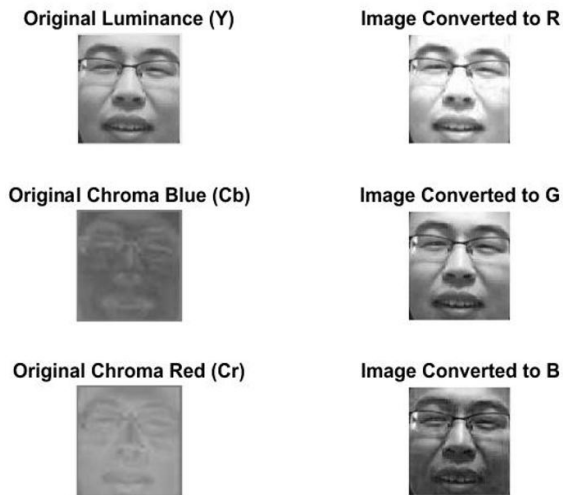 Original Luminance (Y)
Image Converted to R
Original Chroma Blue (Cb)
Image Converted to G
Original Chroma Red (Cr)
Image Converted to B